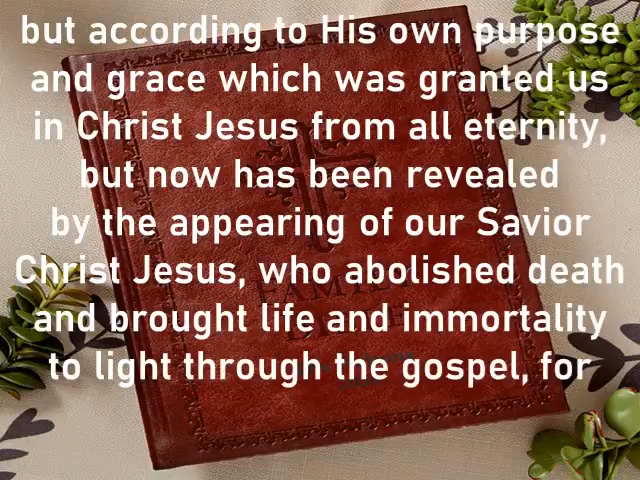 but according to His own purpose
and grace which was granted us
in Christ Jesus from all eternity,
but now has been revealed
by the appearing of our Savior
Christ Jesus, who abolished death
and brought life and immortality
to light through the gospel, for
FAMILY
BIBLE